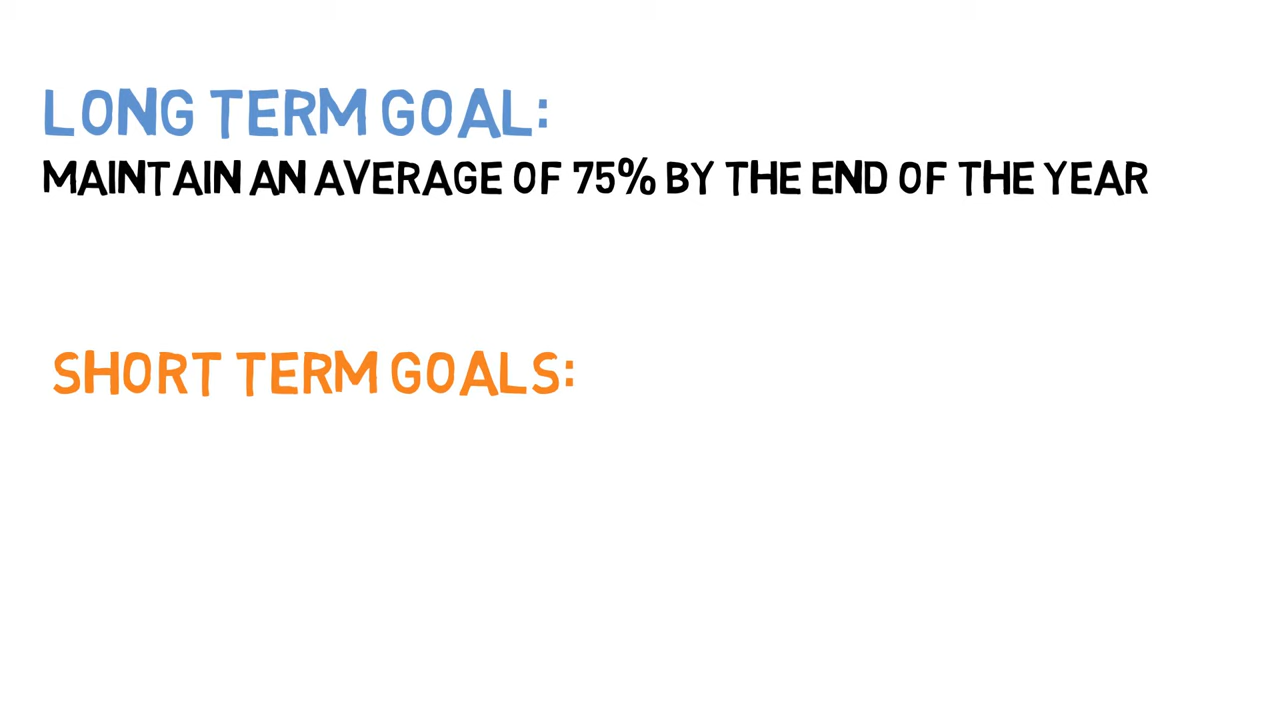 LONG TERM GOAL:
MAINTAIN AN AVERAGE OF 75% BY THE END OF THE YEAR
SHORT TERM GOALS: